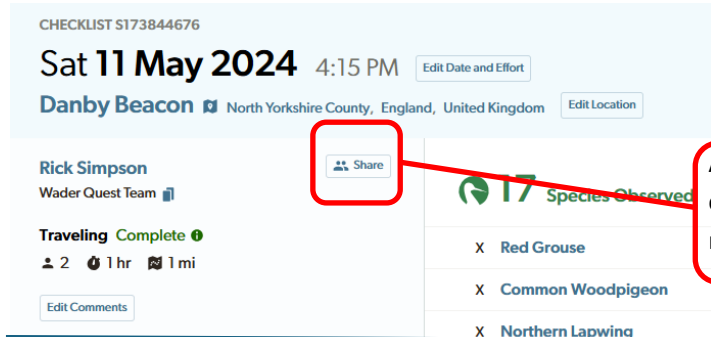 CHECKLIST S173844676
Sat 11 May 2024 4:15 PM Edit Date and Effort
Danby Beacon North Yorkshire County, England, United Kingdom Edit Location
Rick Simpson
Share
Wader Quest Team
Traveling Complete
2 1 hr 1 mi
Edit Comments
17 Species Observed
X Red Grouse
X Common Woodpigeon
X Northern Lapwing